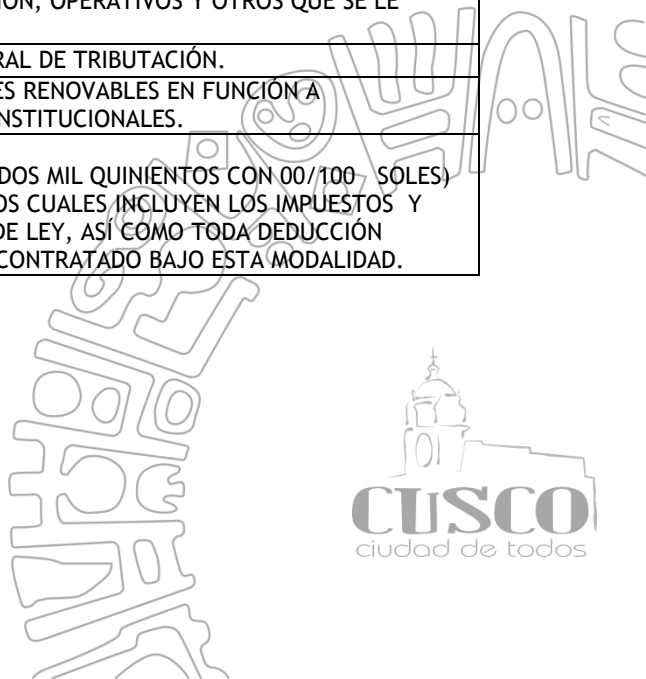 OPERATIVOS Y OTROS QUE SE LE
RAL DE TRIBUTACIÓN.
ES RENOVABLES EN FUNCIÓN A
NSTITUCIONALES.
DOS MIL QUINIENTOS CON 00/100 SOLES)
OS CUALES INCLUYEN LOS IMPUESTOS Y
DE LEY, ASÍ COMO TODA DEDUCCIÓN
CONTRATADO BAJO ESTA MODALIDAD.
CUSCO
ciudad de todos